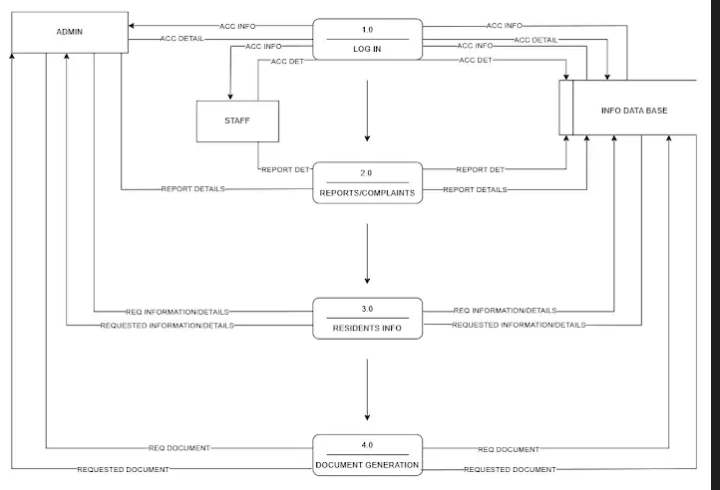 ADMIN
ACC INFO
1.0
ACC INFO
ACC DETAIL
ACC DETAIL
ACC INFO
LOG IN
ACC INFO
ACC DET
ACC DET
STAFF
INFO DATA BASE
REPORT DET
2.0
REPORT DET
REPORT DETAILS
REPORTS/COMPLAINTS
REPORT DETAILS
REQ INFORMATION/DETAILS
3.0
REQ INFORMATION/DETAILS
REQUESTED INFORMATION/DETAILS
RESIDENTS INFO
REQUESTED INFORMATION/DETAILS
REQ DOCUMENT
4.0
REQ DOCUMENT
REQUESTED DOCUMENT
DOCUMENT GENERATION
REQUESTED DOCUMENT